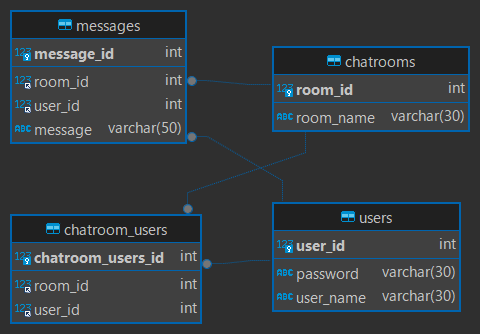 messages
123 message_id int
123 room_id int
123 user_id int
ABC message varchar(50)
chatrooms
123 room_id int
ABC room_name varchar(30)
chatroom_users
123 chatroom_users_id int
123 room_id int
123 user_id int
users
123 user_id int
ABC password varchar(30)
ABC user_name varchar(30)